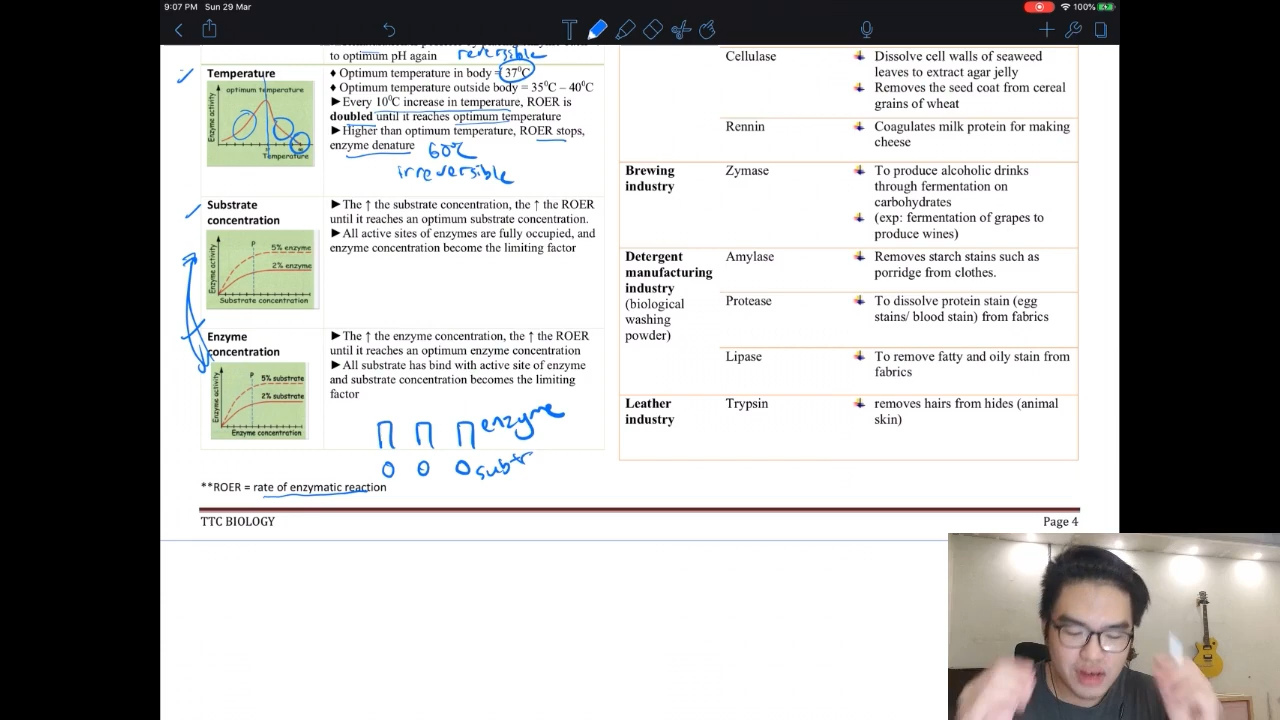 9:07 PM Sun 29 Mar
100%
to optimum pH again reversible
Temperature
optimum temperature
Enzyme activity
Temperature
♦ Optimum temperature in body = 37⁰C
♦ Optimum temperature outside body = 35⁰C – 40⁰C
►Every 10⁰C increase in temperature, ROER is
doubled until it reaches optimum temperature
►Higher than optimum temperature, ROER stops,
enzyme denature 60°C
irreversible
Substrate
concentration
P
5% enzyme
2% enzyme
Enzyme activity
Substrate concentration
►The ↑ the substrate concentration, the ↑ the ROER
until it reaches an optimum substrate concentration.
►All active sites of enzymes are fully occupied, and
enzyme concentration become the limiting factor
Enzyme
concentration
P
5% substrate
2% substrate
Enzyme activity
Enzyme concentration
►The ↑ the enzyme concentration, the ↑ the ROER
until it reaches an optimum enzyme concentration
►All substrate has bind with active site of enzyme
and substrate concentration becomes the limiting
factor
enzyme
substr
**ROER = rate of enzymatic reaction
Cellulase
Dissolve cell walls of seaweed
leaves to extract agar jelly
Removes the seed coat from cereal
grains of wheat
Rennin
Coagulates milk protein for making
cheese
Brewing
industry
Zymase
To produce alcoholic drinks
through fermentation on
carbohydrates
(exp: fermentation of grapes to
produce wines)
Detergent
manufacturing
industry
(biological
washing
powder)
Amylase
Removes starch stains such as
porridge from clothes.
Protease
To dissolve protein stain (egg
stains/ blood stain) from fabrics
Lipase
To remove fatty and oily stain from
fabrics
Leather
industry
Trypsin
removes hairs from hides (animal
skin)
TTC BIOLOGY
Page 4